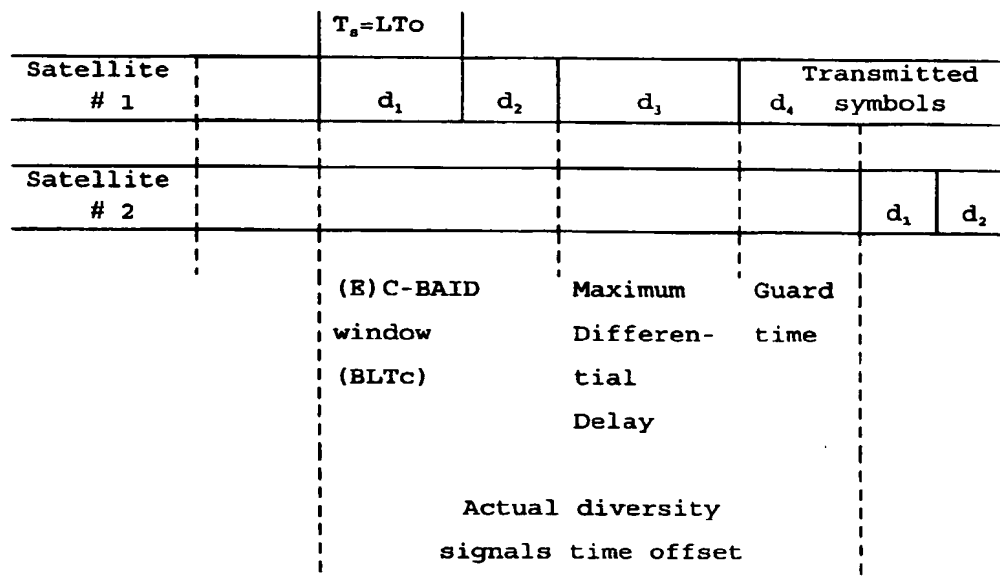 Tₛ=LTo
Satellite
# 1
d₁ d₂ d₃ d₄
Transmitted
symbols
Satellite
# 2
d₁ d₂
(E)C-BAID
window
(BLTc)
Maximum
Differen-
tial
Delay
Guard
time
Actual diversity
signals time offset